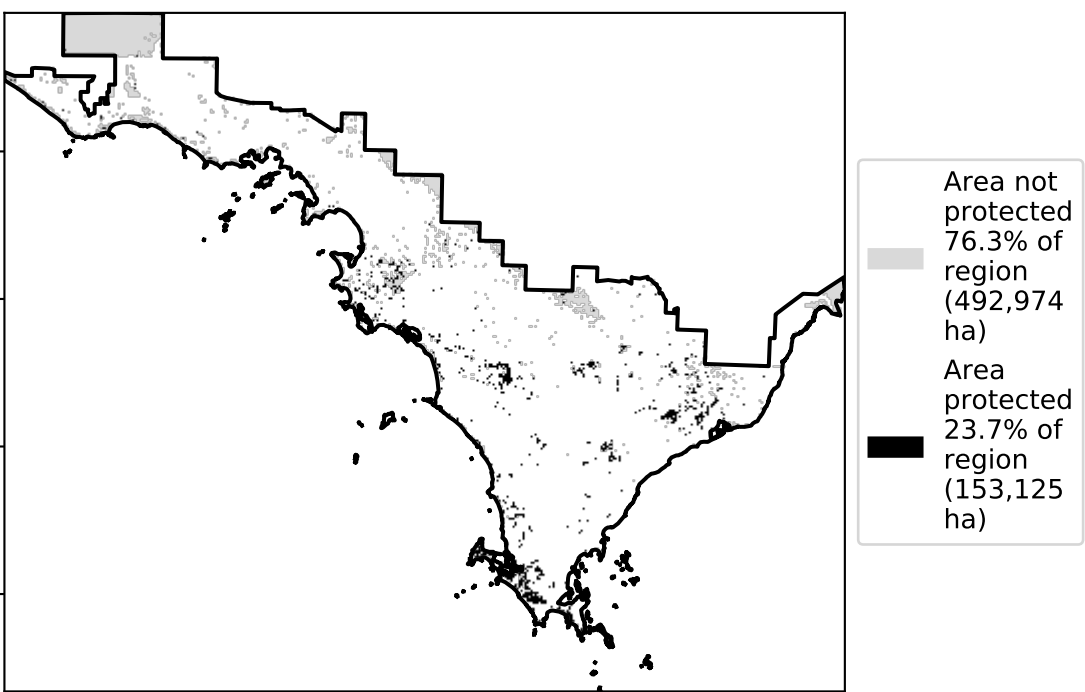 Area not
protected
76.3% of
region
(492,974
ha)
Area
protected
23.7% of
region
(153,125
ha)